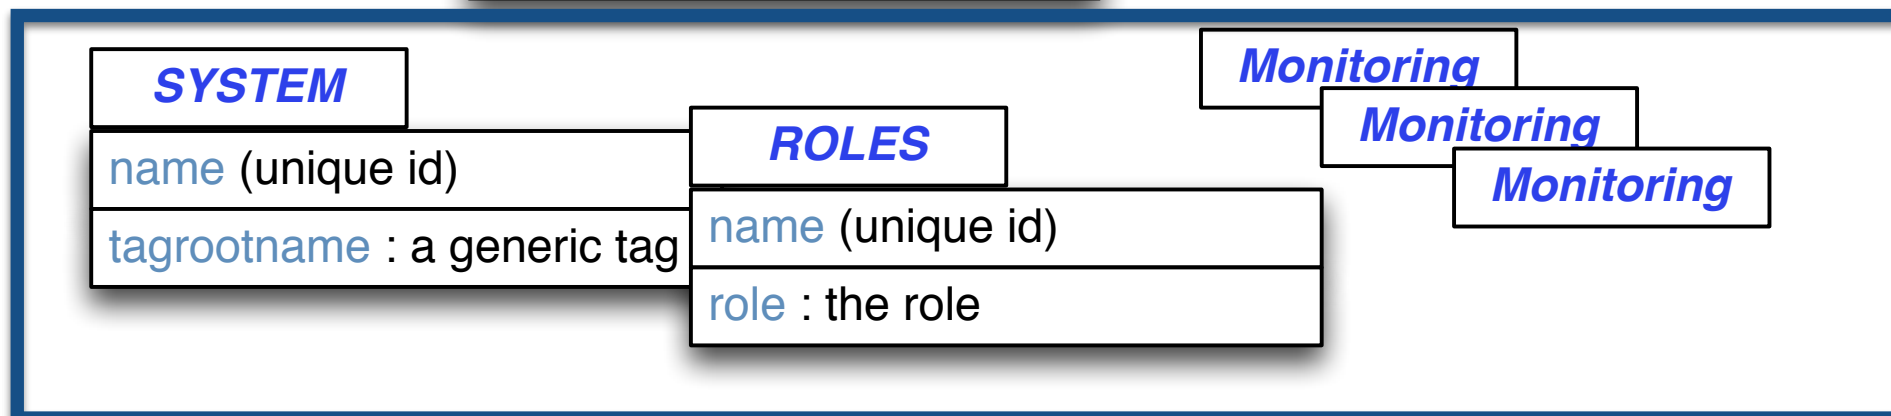 SYSTEM
name (unique id)
tagrootname : a generic tag
ROLES
name (unique id)
role : the role
Monitoring
Monitoring
Monitoring